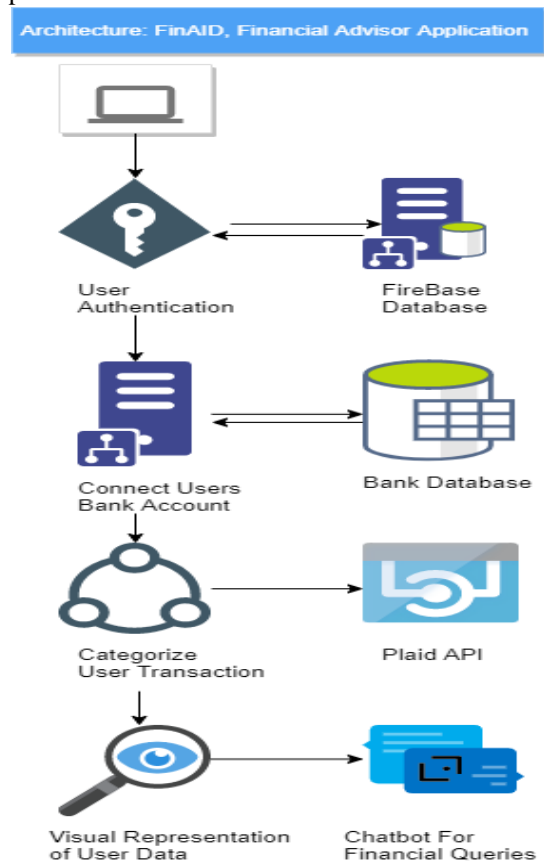 Architecture: FinAID, Financial Advisor Application
User
Authentication
FireBase
Database
Connect Users
Bank Account
Bank Database
Categorize
User Transaction
Plaid API
Visual Representation
of User Data
Chatbot For
Financial Queries